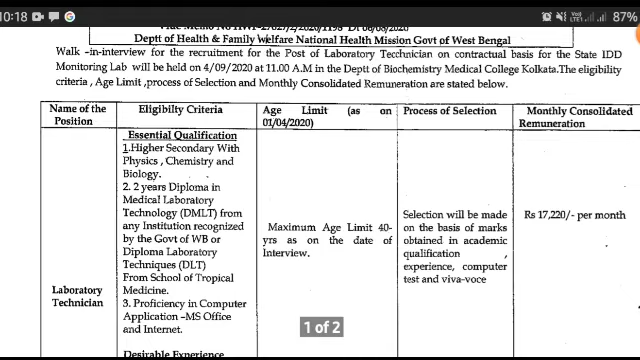 10:18
87%
Deptt of Health & Family Welfare National Health Mission Govt of West Bengal
Walk -in-interview for the recruitment for the Post of Laboratory Technician on contractual basis for the State IDD
Monitoring Lab will be held on 4/09/2020 at 11.00 A.M in the Deptt of Biochemistry Medical College Kolkata.The eligibility
criteria , Age Limit ,process of Selection and Monthly Consolidated Remuneration are stated below.
Name of the
Position
Eligibilty Criteria
Age Limit (as on
01/04/2020)
Process of Selection
Monthly Consolidated
Remuneration
Laboratory
Technician
Essential Qualification
1.Higher Secondary With
Physics , Chemistry and
Biology.
2. 2 years Diploma in
Medical Laboratory
Technology (DMLT) from
any Institution recognized
by the Govt of WB or
Diploma Laboratory
Techniques (DLT)
From School of Tropical
Medicine.
3. Proficiency in Computer
Application –MS Office
and Internet.
Desirable Experience
Maximum Age Limit 40-
yrs as on the date of
Interview.
Selection will be made
on the basis of marks
obtained in academic
qualification ,
experience, computer
test and viva-voce
Rs 17,220/- per month
1 of 2